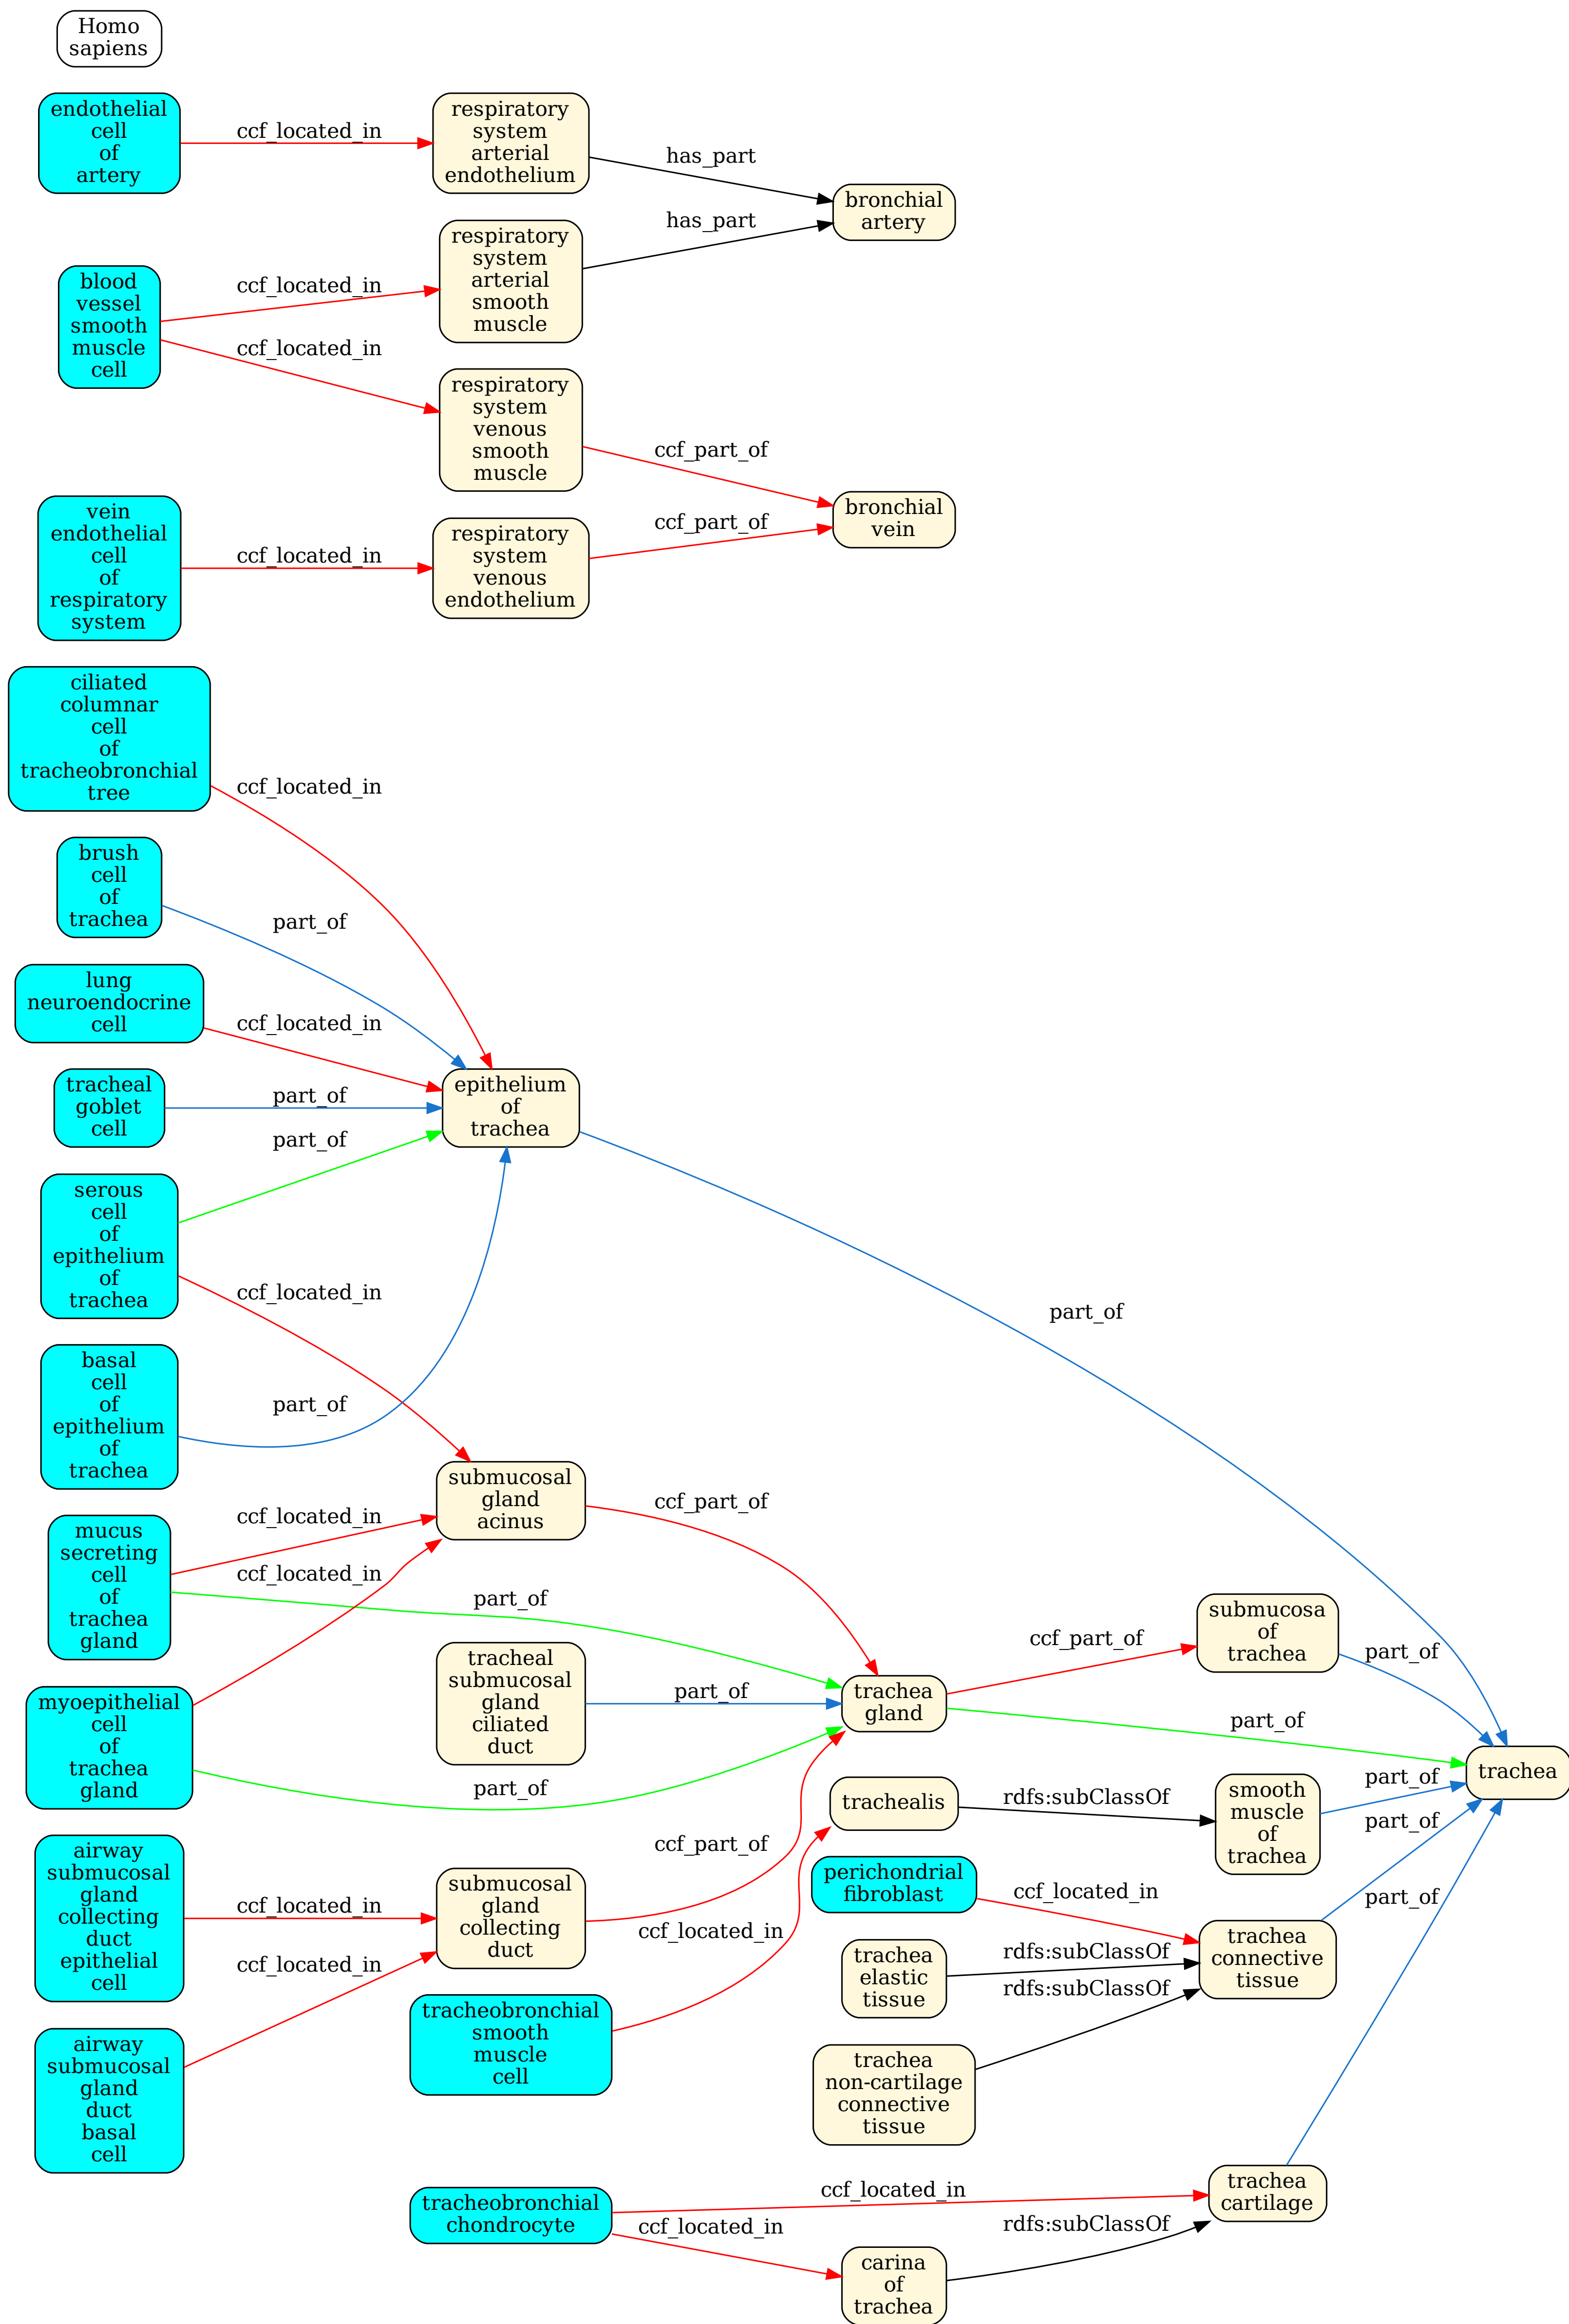 Homo
sapiens
endothelial
cell
of
artery
ccf_located_in
respiratory
system
arterial
endothelium
has_part
bronchial
artery
blood
vessel
smooth
muscle
cell
ccf_located_in
respiratory
system
arterial
smooth
muscle
has_part
ccf_located_in
respiratory
system
venous
smooth
muscle
ccf_part_of
bronchial
vein
vein
endothelial
cell
of
respiratory
system
ccf_located_in
respiratory
system
venous
endothelium
ccf_part_of
ciliated
columnar
cell
of
tracheobronchial
tree
ccf_located_in
brush
cell
of
trachea
part_of
lung
neuroendocrine
cell
ccf_located_in
tracheal
goblet
cell
part_of
epithelium
of
trachea
part_of
serous
cell
of
epithelium
of
trachea
part_of
ccf_located_in
basal
cell
of
epithelium
of
trachea
part_of
submucosal
gland
acinus
ccf_part_of
mucus
secreting
cell
of
trachea
gland
ccf_located_in
part_of
myoepithelial
cell
of
trachea
gland
ccf_located_in
part_of
tracheal
submucosal
gland
ciliated
duct
part_of
trachea
gland
ccf_part_of
part_of
submucosa
of
trachea
part_of
trachea
airway
submucosal
gland
collecting
duct
epithelial
cell
ccf_located_in
submucosal
gland
collecting
duct
ccf_part_of
airway
submucosal
gland
duct
basal
cell
ccf_located_in
tracheobronchial
smooth
muscle
cell
ccf_located_in
trachealis
rdfs:subClassOf
smooth
muscle
of
trachea
part_of
perichondrial
fibroblast
ccf_located_in
trachea
connective
tissue
part_of
trachea
elastic
tissue
rdfs:subClassOf
trachea
non-cartilage
connective
tissue
rdfs:subClassOf
tracheobronchial
chondrocyte
ccf_located_in
ccf_located_in
trachea
cartilage
part_of
carina
of
trachea
rdfs:subClassOf